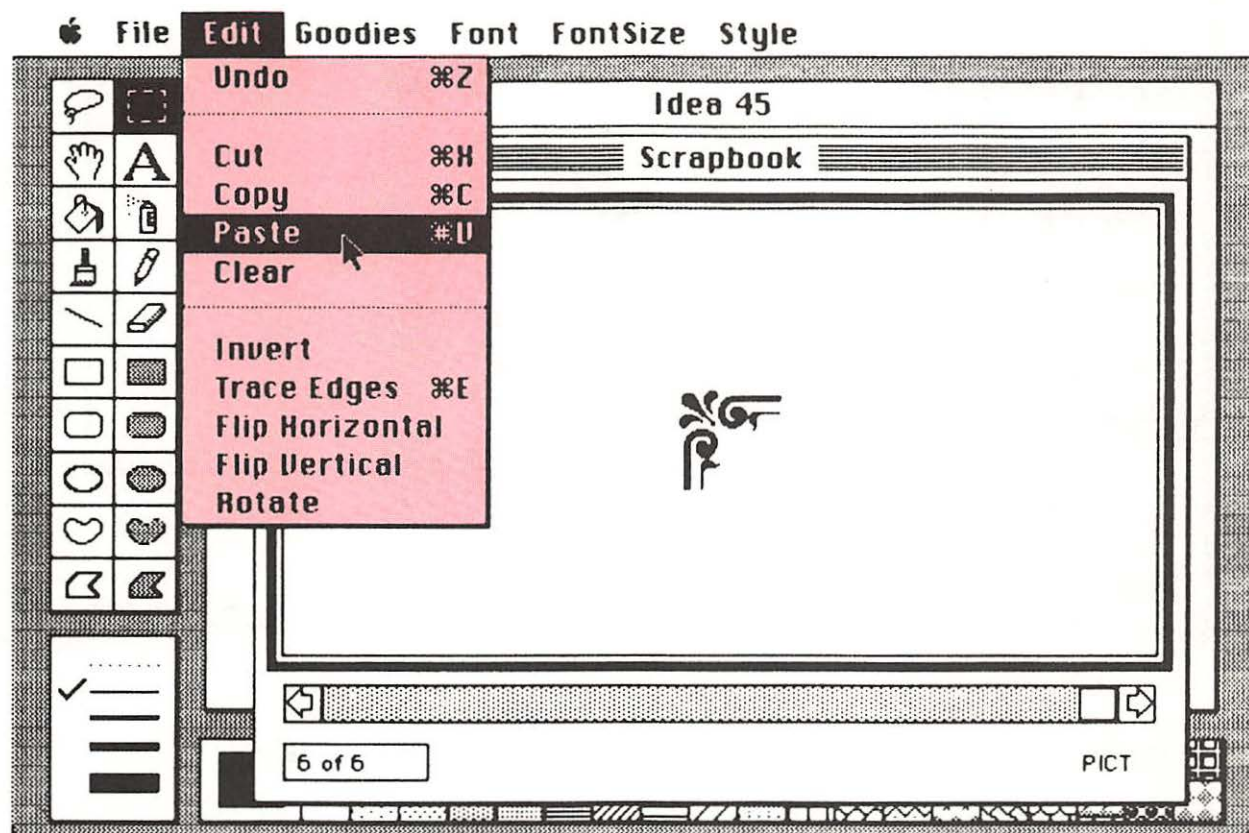 File Edit Goodies Font FontSize Style
Idea 45
Scrapbook
Undo ⌘Z
Cut ⌘X
Copy ⌘C
Paste ⌘V
Clear
Invert
Trace Edges ⌘E
Flip Horizontal
Flip Vertical
Rotate
A
6 of 6
PICT